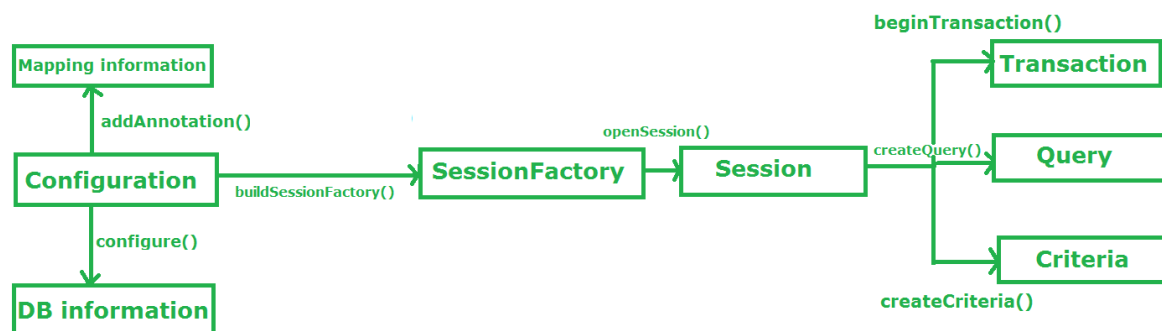 beginTransaction()
Mapping information
Transaction
addAnnotation()
openSession()
createQuery()
Query
Configuration
buildSessionFactory()
SessionFactory
Session
configure()
Criteria
createCriteria()
DB information